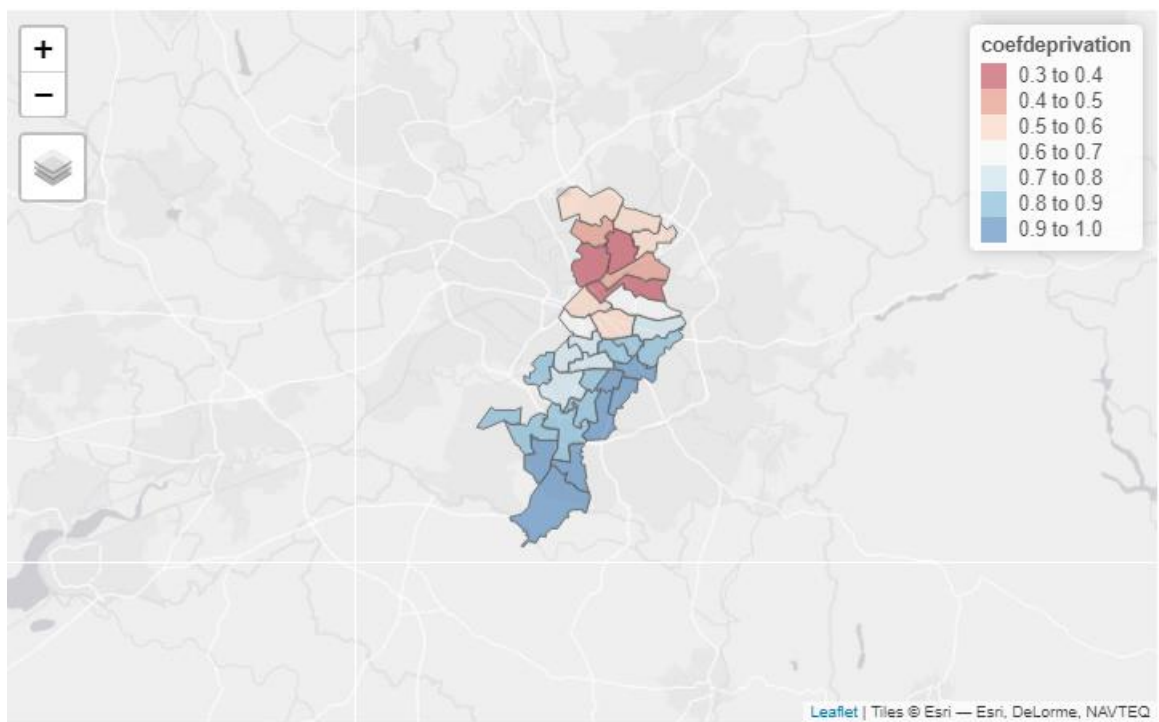 +
−
coefdeprivation
0.3 to 0.4
0.4 to 0.5
0.5 to 0.6
0.6 to 0.7
0.7 to 0.8
0.8 to 0.9
0.9 to 1.0
Leaflet | Tiles © Esri — Esri, DeLorme, NAVTEQ